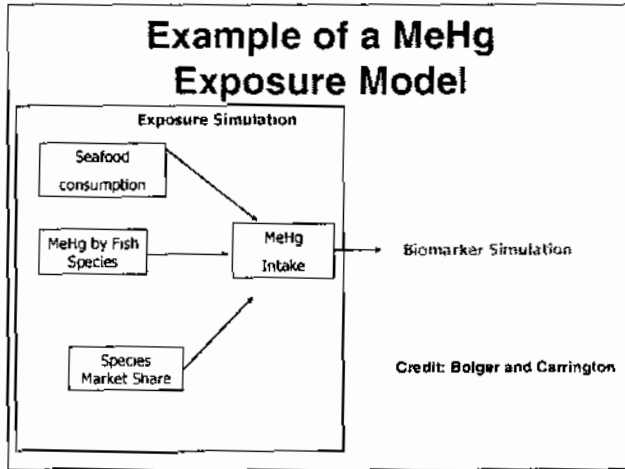 Example of a MeHg
Exposure Model
Exposure Simulation
Seafood
consumption
MeHg by Fish
Species
MeHg
Intake
Biomarker Simulation
Species
Market Share
Credit: Bolger and Carrington